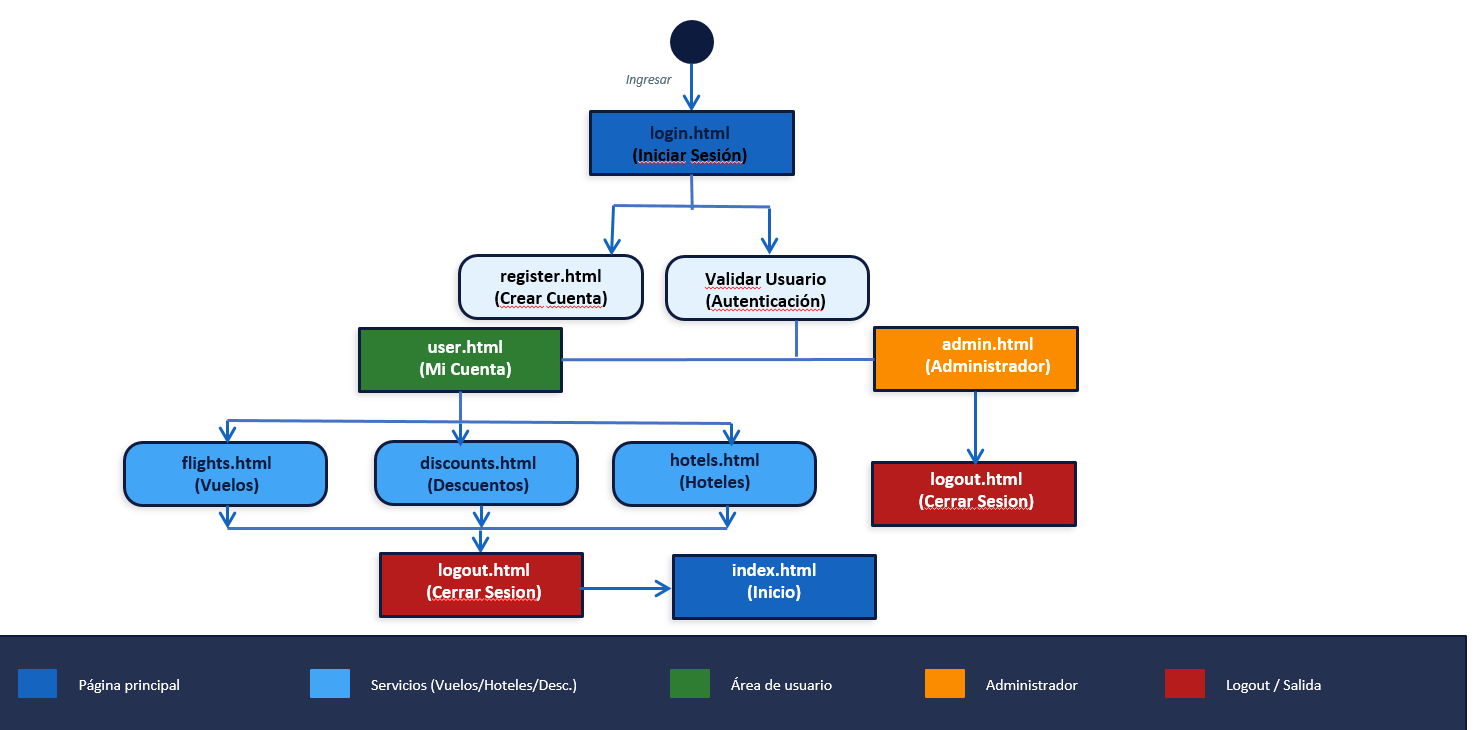 Ingresar
login.html
(Iniciar Sesión)
register.html
(Crear Cuenta)
Validar Usuario
(Autenticación)
user.html
(Mi Cuenta)
admin.html
(Administrador)
flights.html
(Vuelos)
discounts.html
(Descuentos)
hotels.html
(Hoteles)
logout.html
(Cerrar Sesion)
logout.html
(Cerrar Sesion)
index.html
(Inicio)
Página principal
Servicios (Vuelos/Hoteles/Desc.)
Área de usuario
Administrador
Logout / Salida